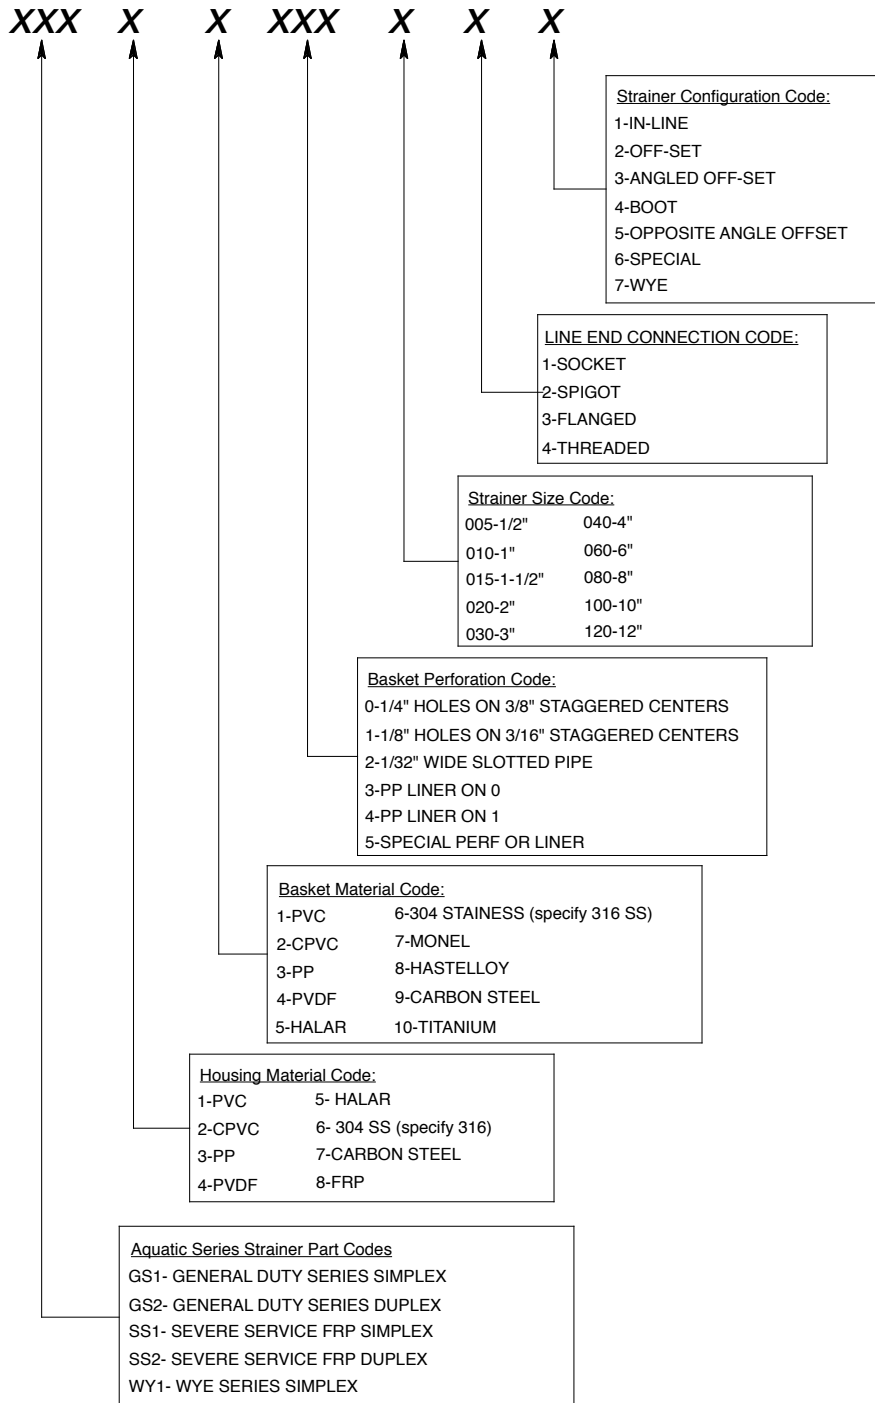 XXX X X XXX X X X
Strainer Configuration Code:
1-IN-LINE
2-OFF-SET
3-ANGLED OFF-SET
4-BOOT
5-OPPOSITE ANGLE OFFSET
6-SPECIAL
7-WYE
LINE END CONNECTION CODE:
1-SOCKET
2-SPIGOT
3-FLANGED
4-THREADED
Strainer Size Code:
005-1/2" 040-4"
010-1" 060-6"
015-1-1/2" 080-8"
020-2" 100-10"
030-3" 120-12"
Basket Perforation Code:
0-1/4" HOLES ON 3/8" STAGGERED CENTERS
1-1/8" HOLES ON 3/16" STAGGERED CENTERS
2-1/32" WIDE SLOTTED PIPE
3-PP LINER ON 0
4-PP LINER ON 1
5-SPECIAL PERF OR LINER
Basket Material Code:
1-PVC 6-304 STAINESS (specify 316 SS)
2-CPVC 7-MONEL
3-PP 8-HASTELLOY
4-PVDF 9-CARBON STEEL
5-HALAR 10-TITANIUM
Housing Material Code:
1-PVC 5- HALAR
2-CPVC 6- 304 SS (specify 316)
3-PP 7-CARBON STEEL
4-PVDF 8-FRP
Aquatic Series Strainer Part Codes
GS1- GENERAL DUTY SERIES SIMPLEX
GS2- GENERAL DUTY SERIES DUPLEX
SS1- SEVERE SERVICE FRP SIMPLEX
SS2- SEVERE SERVICE FRP DUPLEX
WY1- WYE SERIES SIMPLEX